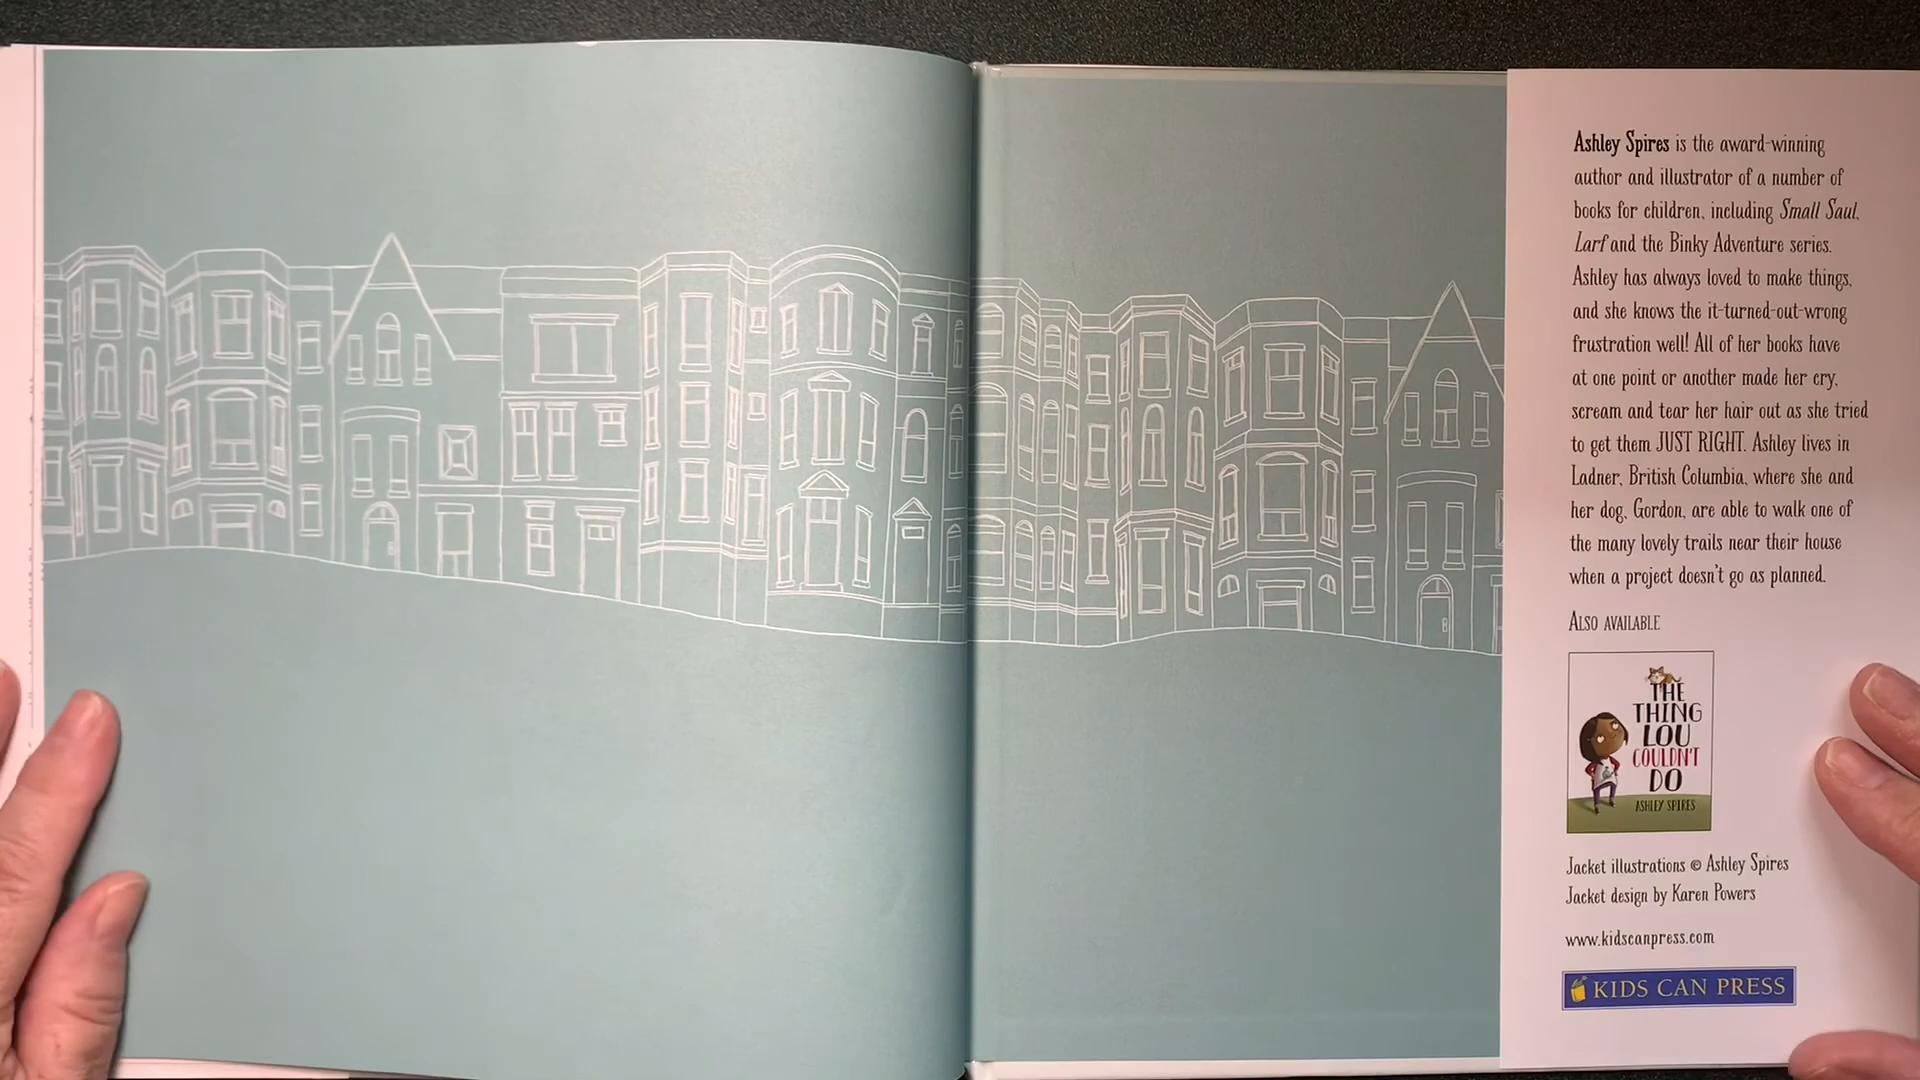 Ashley Spires is the award-winning
author and illustrator of a number of
books for children, including Small Saul,
Larf and the Binky Adventure series.
Ashley has always loved to make things,
and she knows the it-turned-out-wrong
frustration well! All of her books have
at one point or another made her cry,
scream and tear her hair out as she tried
to get them JUST RIGHT. Ashley lives in
Ladner, British Columbia, where she and
her dog, Gordon, are able to walk one of
the many lovely trails near their house
when a project doesn't go as planned.
ALSO AVAILABLE
THE
THING
LOU
COULDN'T
DO
ASHLEY SPIRES
Jacket illustrations © Ashley Spires
Jacket design by Karen Powers
www.kidscanpress.com
KIDS CAN PRESS